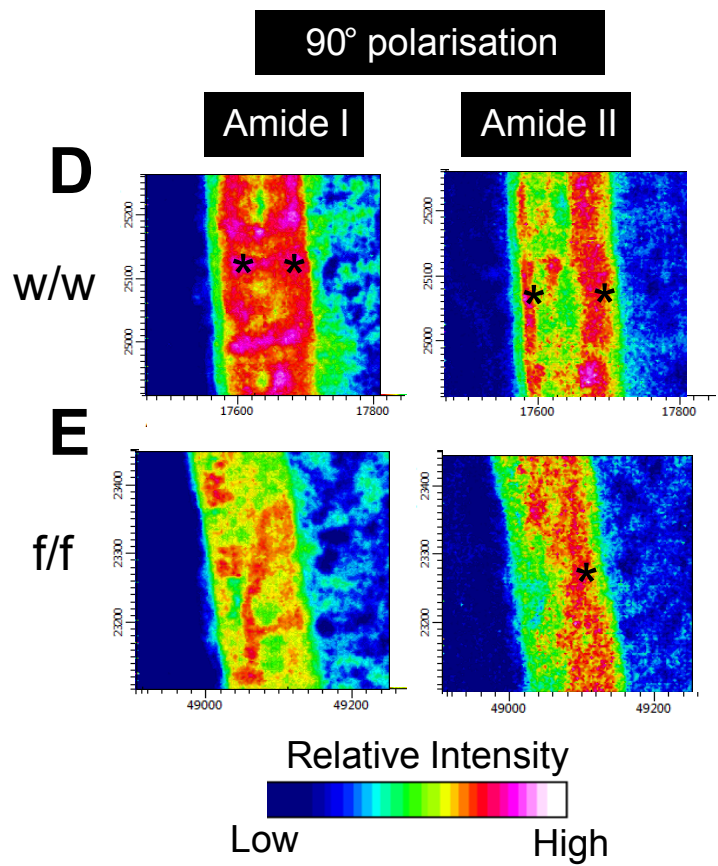 90° polarisation
Amide I
Amide II
D
w/w
25200
25100
25000
17600
17800
*
*
25200
25100
25000
17600
17800
*
*
E
f/f
23400
23300
23200
49000
49200
23400
23300
23200
49000
49200
*
Relative Intensity
Low
High